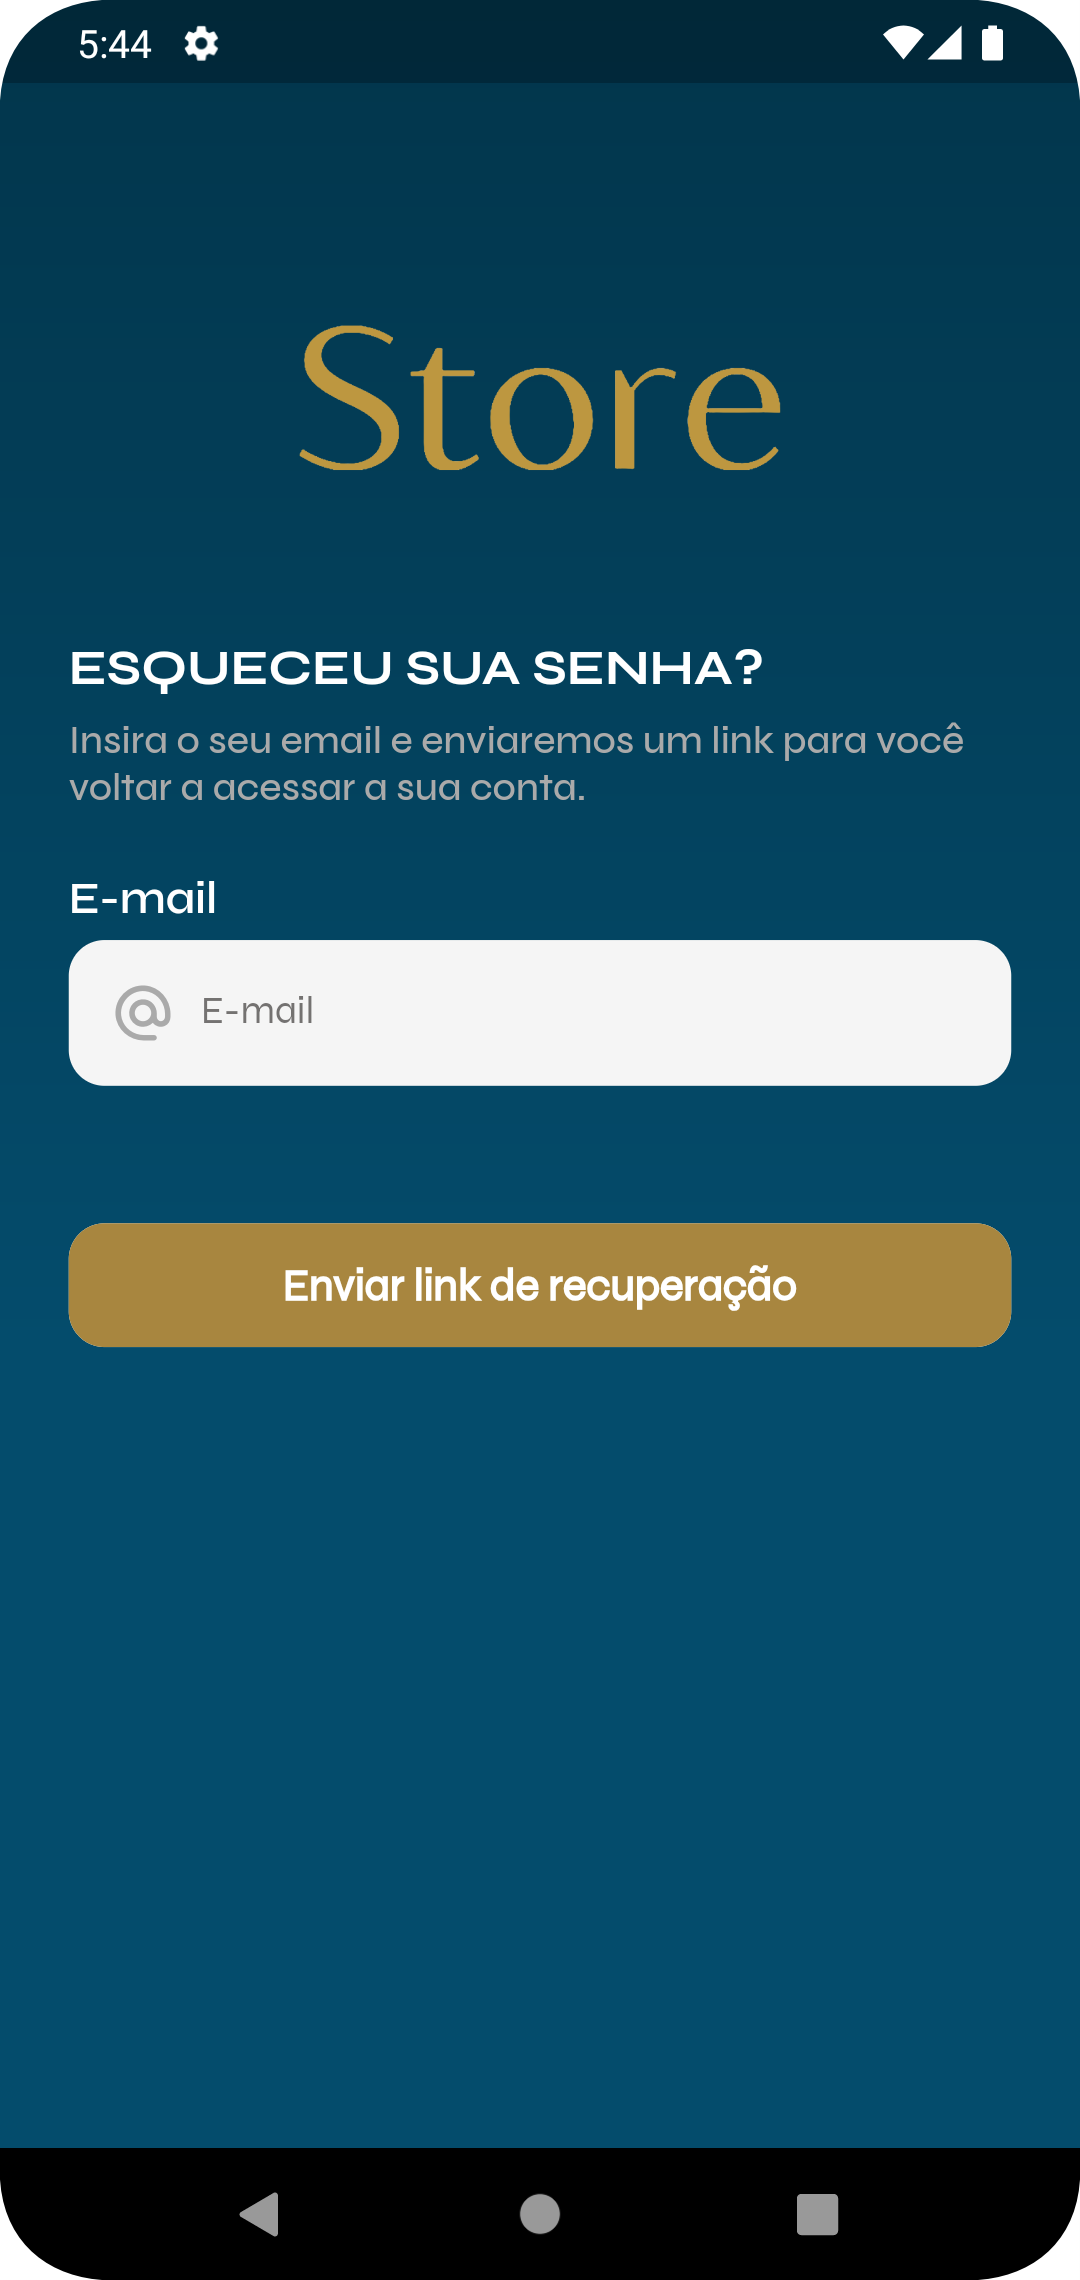 5:44
Store
ESQUECEU SUA SENHA?
Insira o seu email e enviaremos um link para você
voltar a acessar a sua conta.
E-mail
E-mail
Enviar link de recuperação